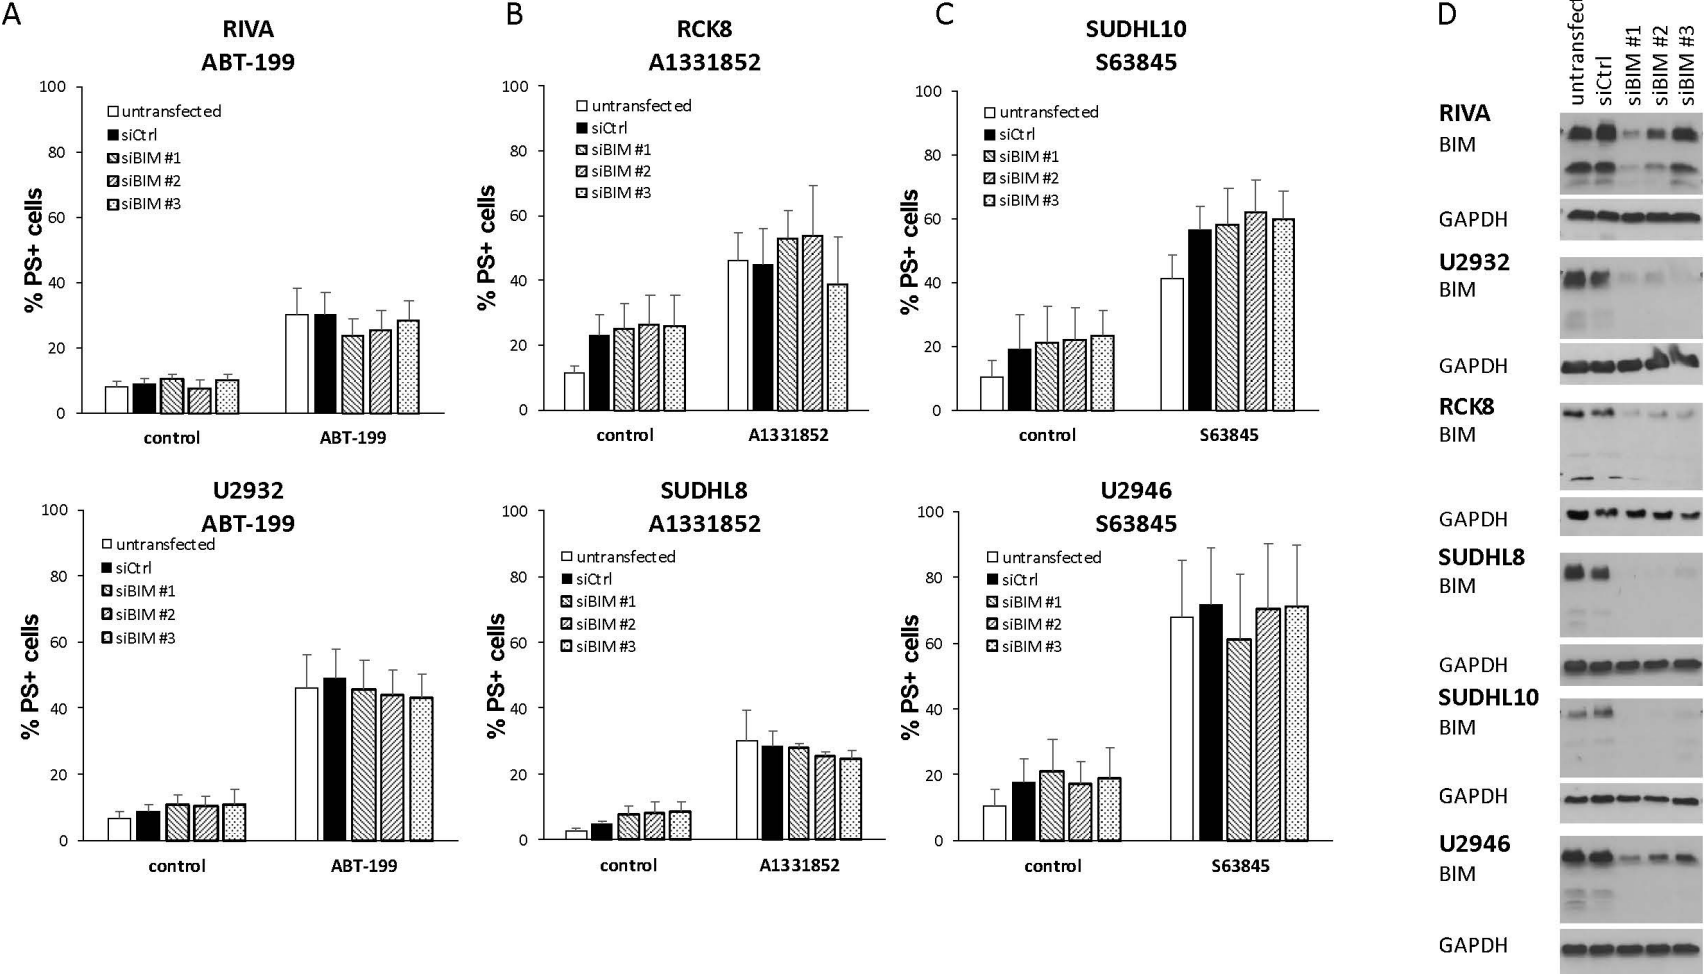 A
RIVA
ABT-199
100
80
60
40
20
0
% PS+ cells
untransfected
siCtrl
siBIM #1
siBIM #2
siBIM #3
control
ABT-199
U2932
ABT-199
100
80
60
40
20
0
% PS+ cells
untransfected
siCtrl
siBIM #1
siBIM #2
siBIM #3
control
ABT-199
B
RCK8
A1331852
100
80
60
40
20
0
% PS+ cells
untransfected
siCtrl
siBIM #1
siBIM #2
siBIM #3
control
A1331852
SUDHL8
A1331852
100
80
60
40
20
0
% PS+ cells
untransfected
siCtrl
siBIM #1
siBIM #2
siBIM #3
control
A1331852
C
SUDHL10
S63845
100
80
60
40
20
0
% PS+ cells
untransfected
siCtrl
siBIM #1
siBIM #2
siBIM #3
control
S63845
U2946
S63845
100
80
60
40
20
0
% PS+ cells
untransfected
siCtrl
siBIM #1
siBIM #2
siBIM #3
control
S63845
D
untransfect
siCtrl
siBIM #1
siBIM #2
siBIM #3
RIVA
BIM
GAPDH
U2932
BIM
GAPDH
RCK8
BIM
GAPDH
SUDHL8
BIM
GAPDH
SUDHL10
BIM
GAPDH
U2946
BIM
GAPDH